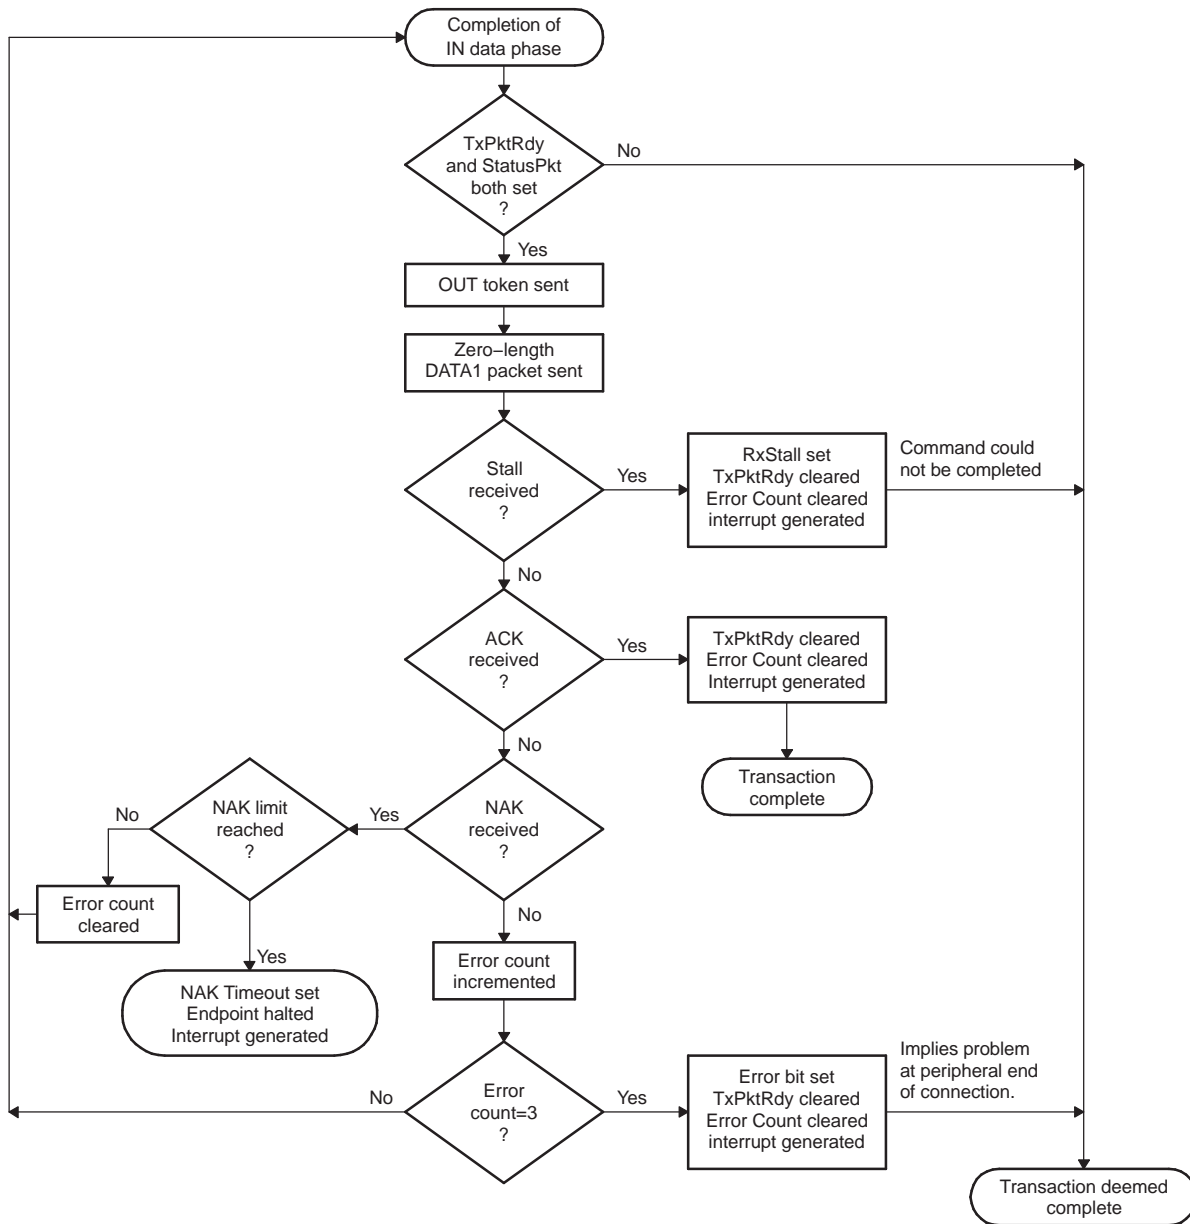 Completion of
IN data phase
TxPktRdy
and StatusPkt
both set
?
No
Yes
OUT token sent
Zero−length
DATA1 packet sent
Stall
received
?
Yes
RxStall set
TxPktRdy cleared
Error Count cleared
interrupt generated
Command could
not be completed
No
ACK
received
?
Yes
TxPktRdy cleared
Error Count cleared
Interrupt generated
No
Transaction
complete
NAK
received
?
Yes
NAK limit
reached
?
No
Error count
cleared
Yes
NAK Timeout set
Endpoint halted
Interrupt generated
No
Error count
incremented
Error
count=3
?
No
Yes
Error bit set
TxPktRdy cleared
Error Count cleared
interrupt generated
Implies problem
at peripheral end
of connection.
Transaction deemed
complete